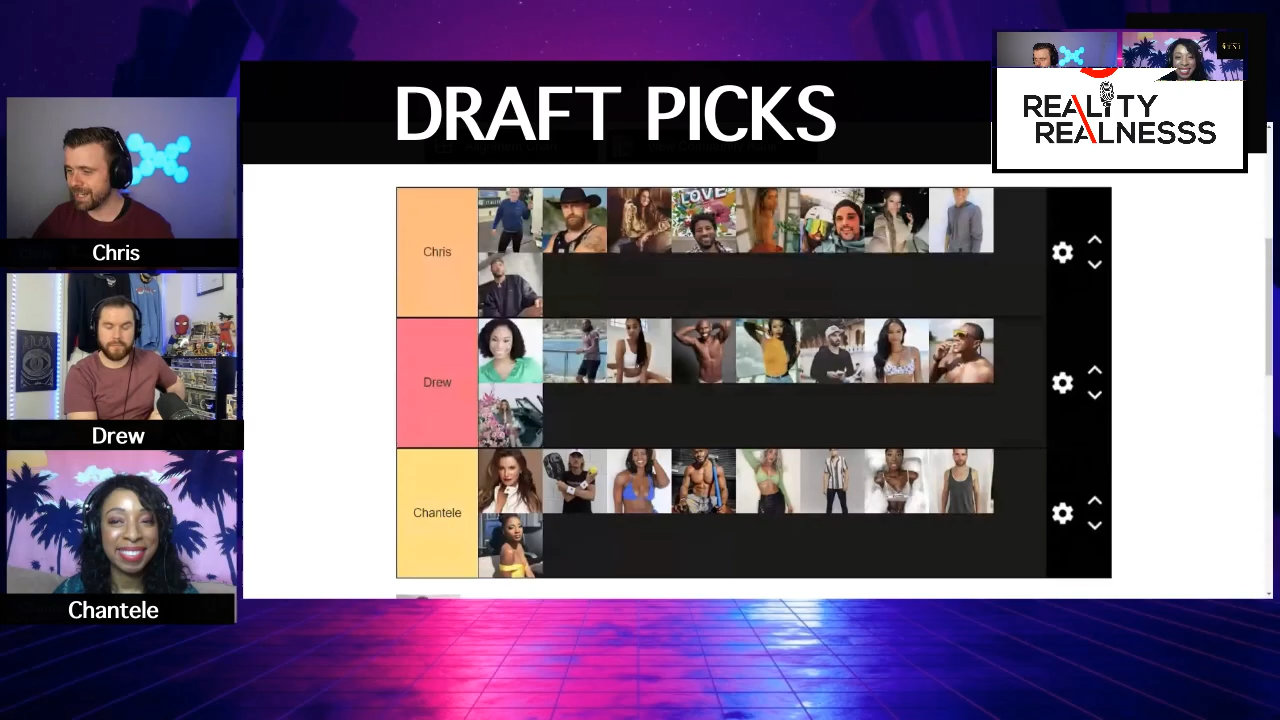 DRAFT PICKS
REALITY
REALNESSS
Chris
Drew
Chantele
Chris
LOVE
Drew
Chantele